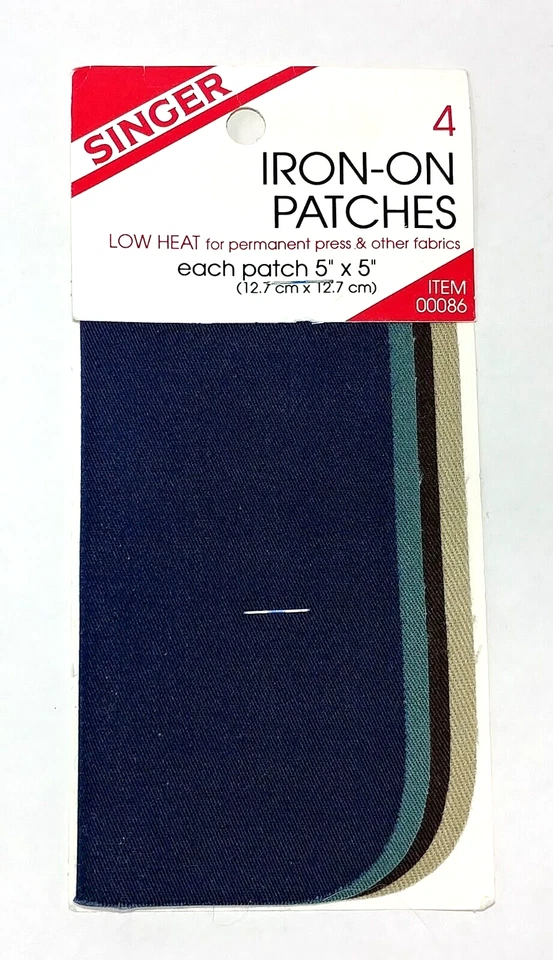 SINGER
4
IRON-ON
PATCHES
LOW HEAT for permanent press & other fabrics
each patch 5" x 5"
(12.7 cm x 12.7 cm)
ITEM
00086